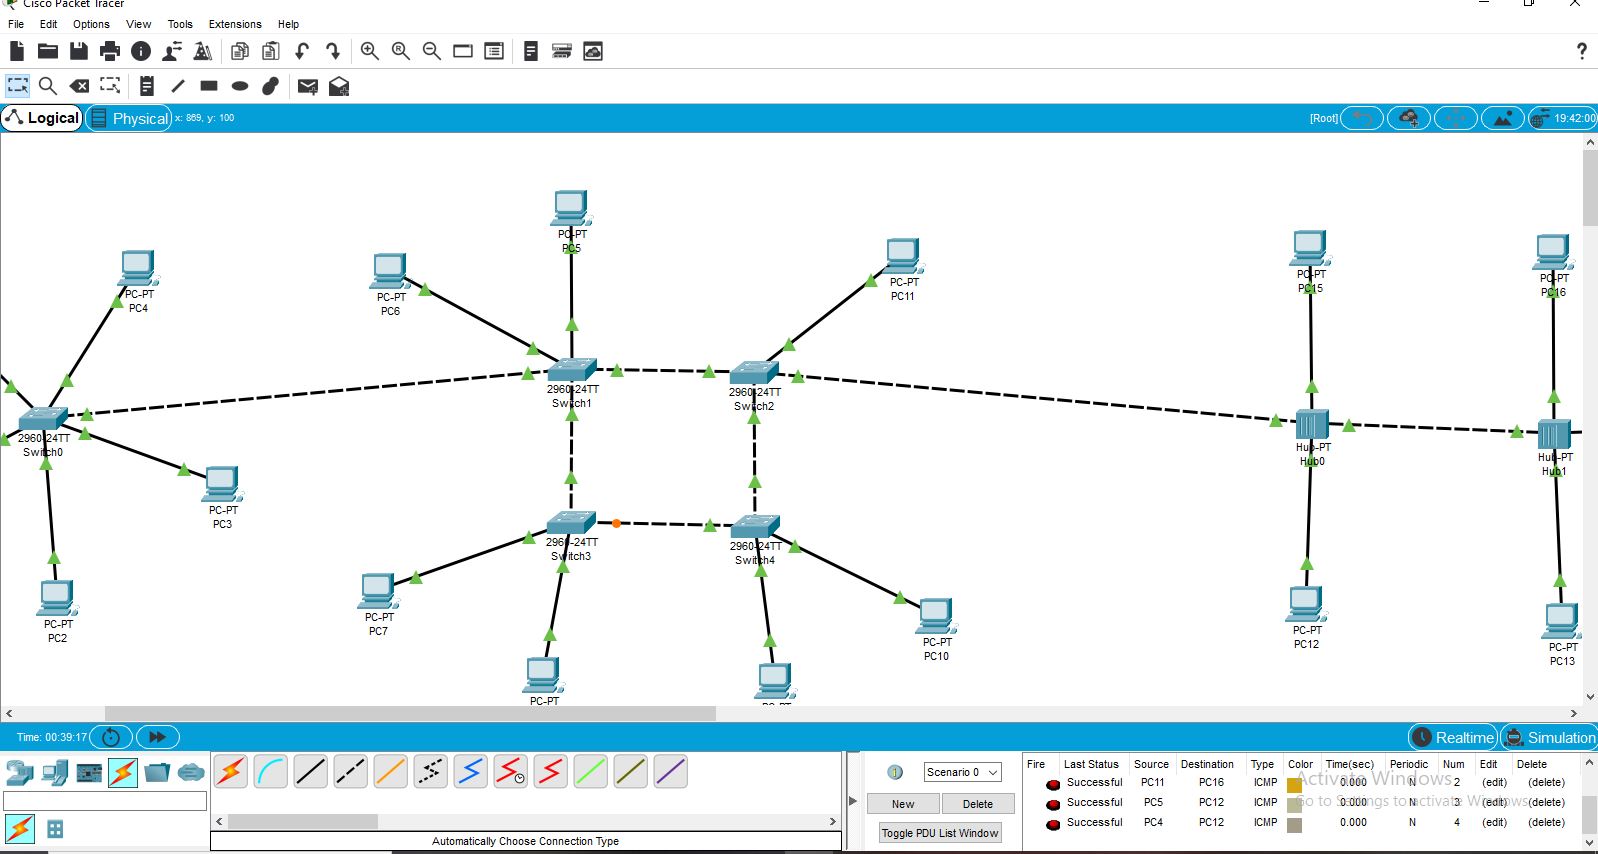 Cisco Packet Tracer
File Edit Options View Tools Extensions Help
?
Logical Physical x: 869, y: 100 [Root] 19:42:00
PC-PT
PC5
PC-PT
PC4
PC-PT
PC6
PC-PT
PC11
PC-PT
PC15
PC-PT
PC16
2960-24TT
Switch1
2960-24TT
Switch2
2960-24TT
Switch0
Hub-PT
Hub0
Hub-PT
Hub1
PC-PT
PC3
2960-24TT
Switch3
2960-24TT
Switch4
PC-PT
PC2
PC-PT
PC7
PC-PT
PC10
PC-PT
PC12
PC-PT
PC13
PC-PT
PC-PT
Time: 00:39:17 Realtime Simulation
Scenario 0
New Delete
Toggle PDU List Window
Automatically Choose Connection Type
Fire Last Status Source Destination Type Color Time(sec) Periodic Num Edit Delete
Successful PC11 PC16 ICMP 0.000 N 2 (edit) (delete)
Successful PC5 PC12 ICMP 0.000 N 3 (edit) (delete)
Successful PC4 PC12 ICMP 0.000 N 4 (edit) (delete)
Activate Windows
Go to Settings to activate Windows.